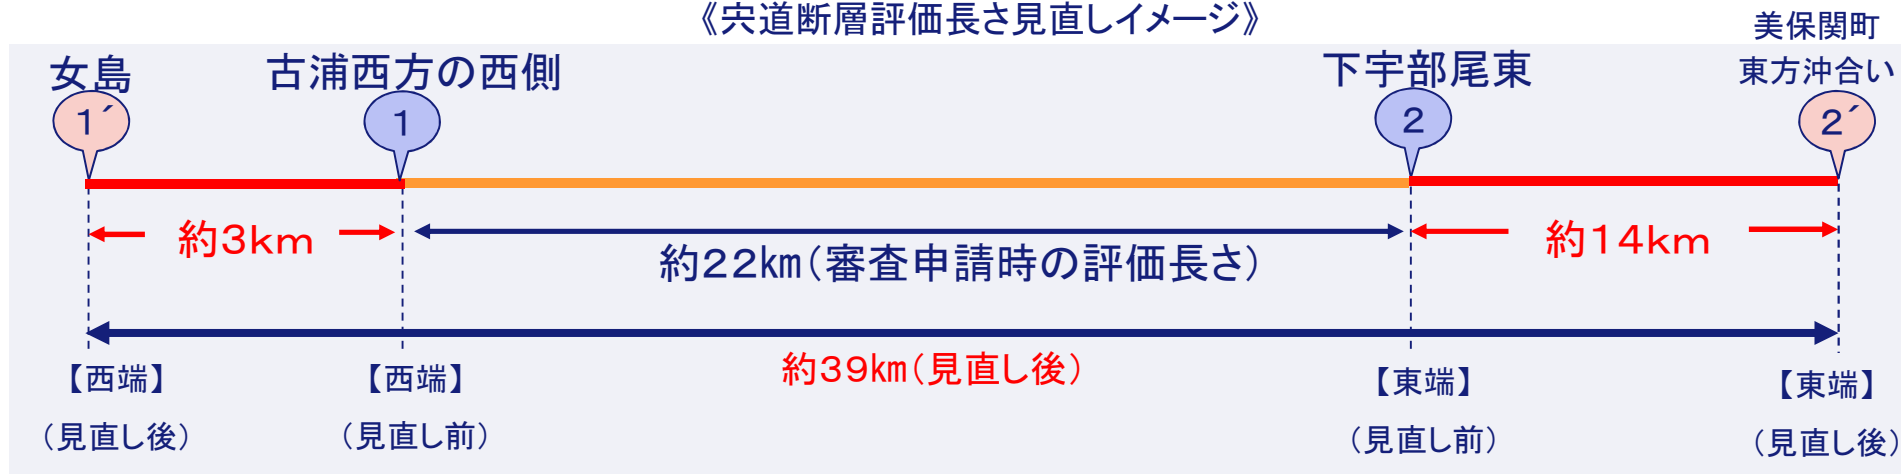 《宍道断層評価長さ見直しイメージ》
美保関町
東方沖合い
女島
古浦西方の西側
下宇部尾東
1´
1
2
2´
約3km
約22㎞(審査申請時の評価長さ)
約14km
約39㎞(見直し後)
【西端】
(見直し後)
【西端】
(見直し前)
【東端】
(見直し前)
【東端】
(見直し後)